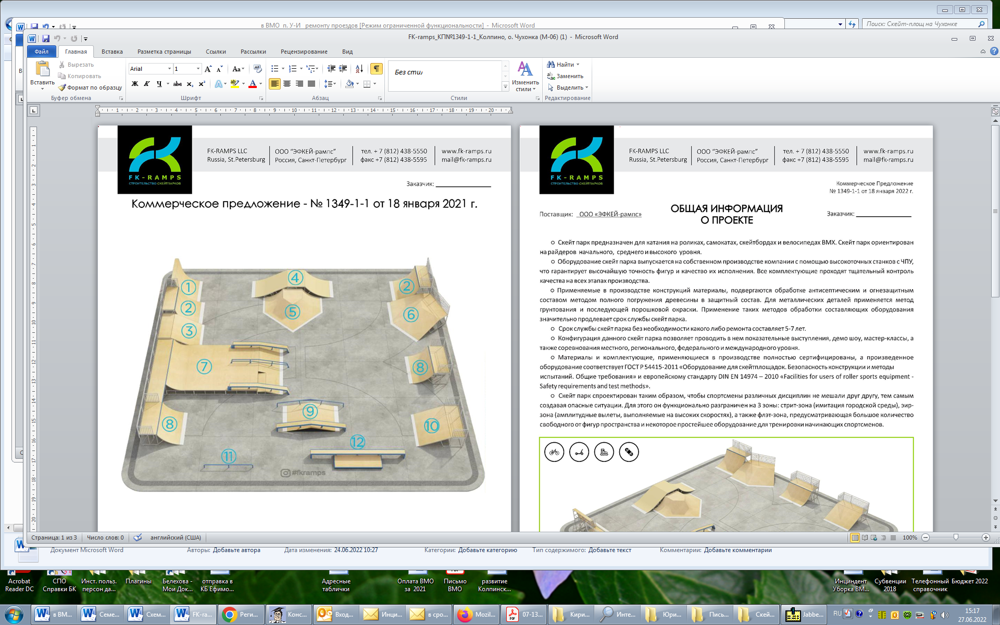 в ВМО  п. У-И   ремонту проездов [Режим ограниченной функциональности]  -  Microsoft Word
Поиск: Скейт-площ на Чухонке
FK-ramps_КП№1349-1-1_Колпино, о. Чухонка (М-06) (1)  -  Microsoft Word
Файл Главная Вставка Разметка страницы Ссылки Рассылки Рецензирование Вид
Вставить
Вырезать
Копировать
Формат по образцу
Буфер обмена
Arial 1
Шрифт
Абзац
Без стил
Изменить стили
Стили
Найти
Заменить
Выделить
Редактирование
FK-RAMPS
СТРОИТЕЛЬСТВО СКЕЙТПАРКОВ
FK-RAMPS LLC
Russia, St.Petersburg
ООО “ЭФКЕЙ-рампс”
Россия, Санкт-Петербург
тел. + 7 (812) 438-5550
факс +7 (812) 438-5595
www.fk-ramps.ru
mail@fk-ramps.ru
Заказчик:
Коммерческое предложение - № 1349-1-1 от 18 января 2021 г.
1
2
3
4
5
2
6
7
8
8
9
10
11
12
#fkramps
FK-RAMPS
СТРОИТЕЛЬСТВО СКЕЙТПАРКОВ
FK-RAMPS LLC
Russia, St.Petersburg
ООО “ЭФКЕЙ-рампс”
Россия, Санкт-Петербург
тел. + 7 (812) 438-5550
факс +7 (812) 438-5595
www.fk-ramps.ru
mail@fk-ramps.ru
Коммерческое Предложение
№ 1349-1-1 от 18 января 2022 г.
Поставщик: ООО «ЭФКЕЙ-рампс»
ОБЩАЯ ИНФОРМАЦИЯ
О ПРОЕКТЕ
Заказчик:
○ Скейт парк предназначен для катания на роликах, самокатах, скейтбордах и велосипедах BMX. Скейт парк ориентирован
на райдеров начального, среднего и высокого уровня.
○ Оборудование скейт парка выпускается на собственном производстве компании с помощью высокоточных станков с ЧПУ,
что гарантирует высочайшую точность фигур и качество их исполнения. Все комплектующие проходят тщательный контроль
качества на всех этапах производства.
○ Применяемые в производстве конструкций материалы, подвергаются обработке антисептическим и огнезащитным
составом методом полного погружения древесины в защитный состав. Для металлических деталей применяется метод
грунтования и последующей порошковой окраски. Применение таких методов обработки составляющих оборудования
значительно продлевает срок службы скейт парка.
○ Срок службы скейт парка без необходимости какого либо ремонта составляет 5-7 лет.
○ Конфигурация данного скейт парка позволяет проводить в нем показательные выступления, демо шоу, мастер-классы, а
также соревнования местного, регионального, федерального и международного уровня.
○ Материалы и комплектующие, применяющиеся в производстве полностью сертифицированы, а произведенное
оборудование соответствует ГОСТ Р 54415-2011 «Оборудование для скейтплощадок. Безопасность конструкции и методы
испытаний. Общие требования» и европейскому стандарту DIN EN 14974 – 2010 «Facilities for users of roller sports equipment -
Safety requirements and test methods».
○ Скейт парк спроектирован таким образом, чтобы спортсмены различных дисциплин не мешали друг другу, тем самым
создавая опасные ситуации. Для этого он функционально разграничен на 3 зоны: стрит-зона (имитация городской среды), эир-
зона (амплитудные вылеты, выполняемые на высоких скоростях), а также флэт-зона, предусматривающая большое количество
свободного от фигур пространства и некоторое простейшее оборудование для тренировки начинающих спортсменов.
Страница: 1 из 3 Число слов: 0 английский (США) 100%
Документ Microsoft Word Авторы: Добавьте автора Дата изменения: 24.06.2022 10:27 Категории: Добавьте категорию Тип содержимого: Добавьте текст Комментарии: Добавьте комментарии
Acrobat Reader DC
СПО Справки БК
Инст. польз. персон да...
Плагины
Белехова - Мои Док...
отправка в КБ Ефимо...
Адресные таблички
Оплата ВМО за  2021
Письмо ВМО
развитие Колпинск...
Инциндент Уборка ВМ...
Субвенции 2018
Телефонный справочник
Бюджет 2022
в ВМ... Семе... Схем... FK-ra... Реги... Конс... Вход... Инци... в сро... Mozil... 07-13... Кири... Инте... Юри... Пись... Скей... Jabbe...
RU
15:17
27.06.2022